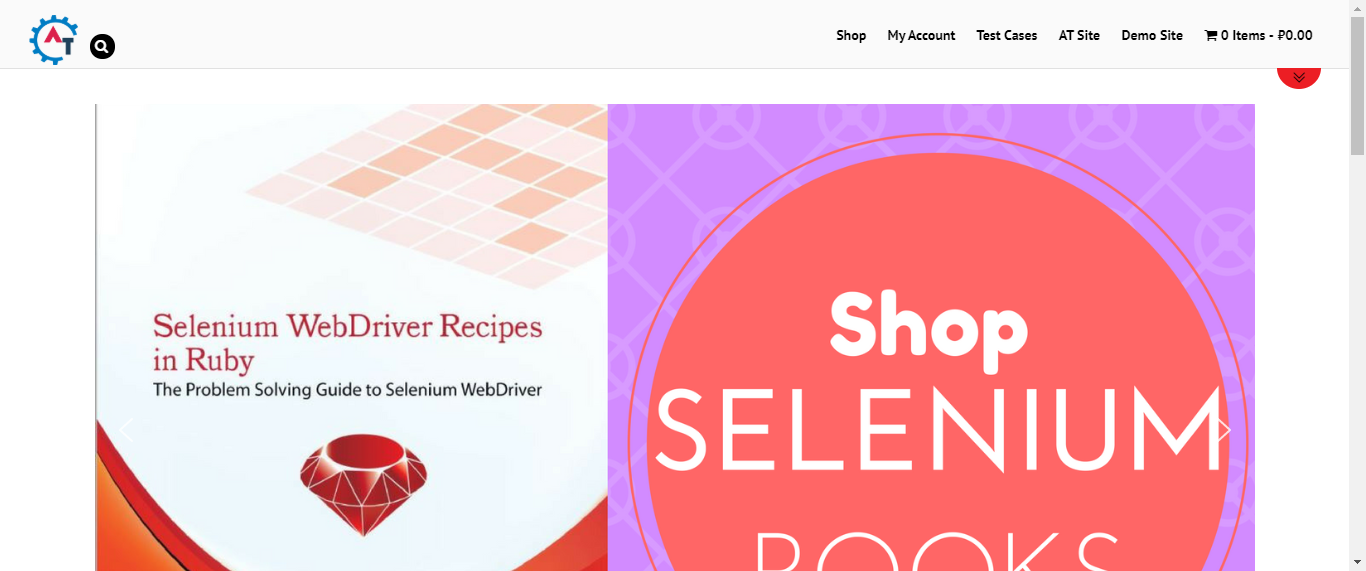 AT
Shop
My Account
Test Cases
AT Site
Demo Site
0 Items - ₽0.00
Selenium WebDriver Recipes
in Ruby
The Problem Solving Guide to Selenium WebDriver
Shop
SELENIUM
BOOKS